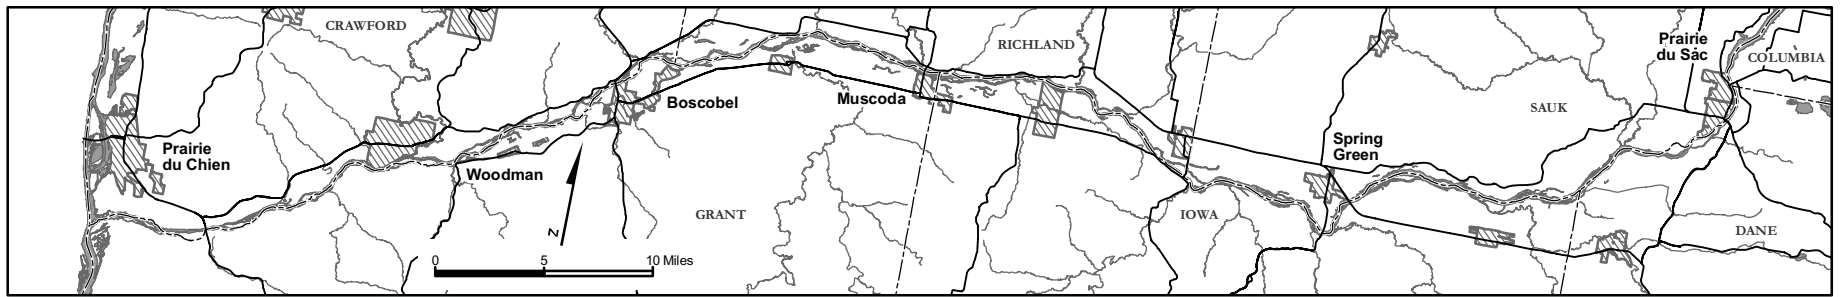 CRAWFORD
RICHLAND
Prairie
du Sac
COLUMBIA
Boscobel
Muscoda
SAUK
Prairie
du Chien
Spring
Green
Woodman
GRANT
IOWA
DANE
N
0 5 10 Miles